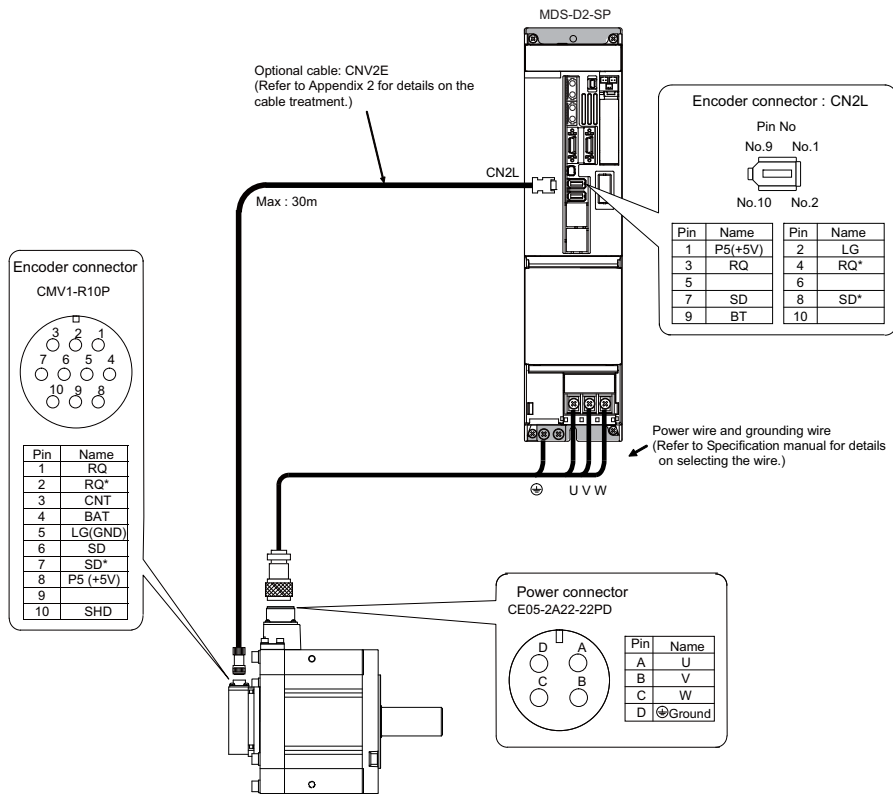 MDS-D2-SP
Optional cable: CNV2E
(Refer to Appendix 2 for details on the
cable treatment.)
CN2L
Max : 30m
Encoder connector : CN2L
Pin No
No.9 No.1
No.10 No.2
Pin Name Pin Name
1 P5(+5V) 2 LG
3 RQ 4 RQ*
5 6
7 SD 8 SD*
9 BT 10
Encoder connector
CMV1-R10P
3 2 1
7 6 5 4
10 9 8
Pin Name
1 RQ
2 RQ*
3 CNT
4 BAT
5 LG(GND)
6 SD
7 SD*
8 P5 (+5V)
9
10 SHD
Power wire and grounding wire
(Refer to Specification manual for details
on selecting the wire.)
U V W
Power connector
CE05-2A22-22PD
D A
C B
Pin Name
A U
B V
C W
D Ground